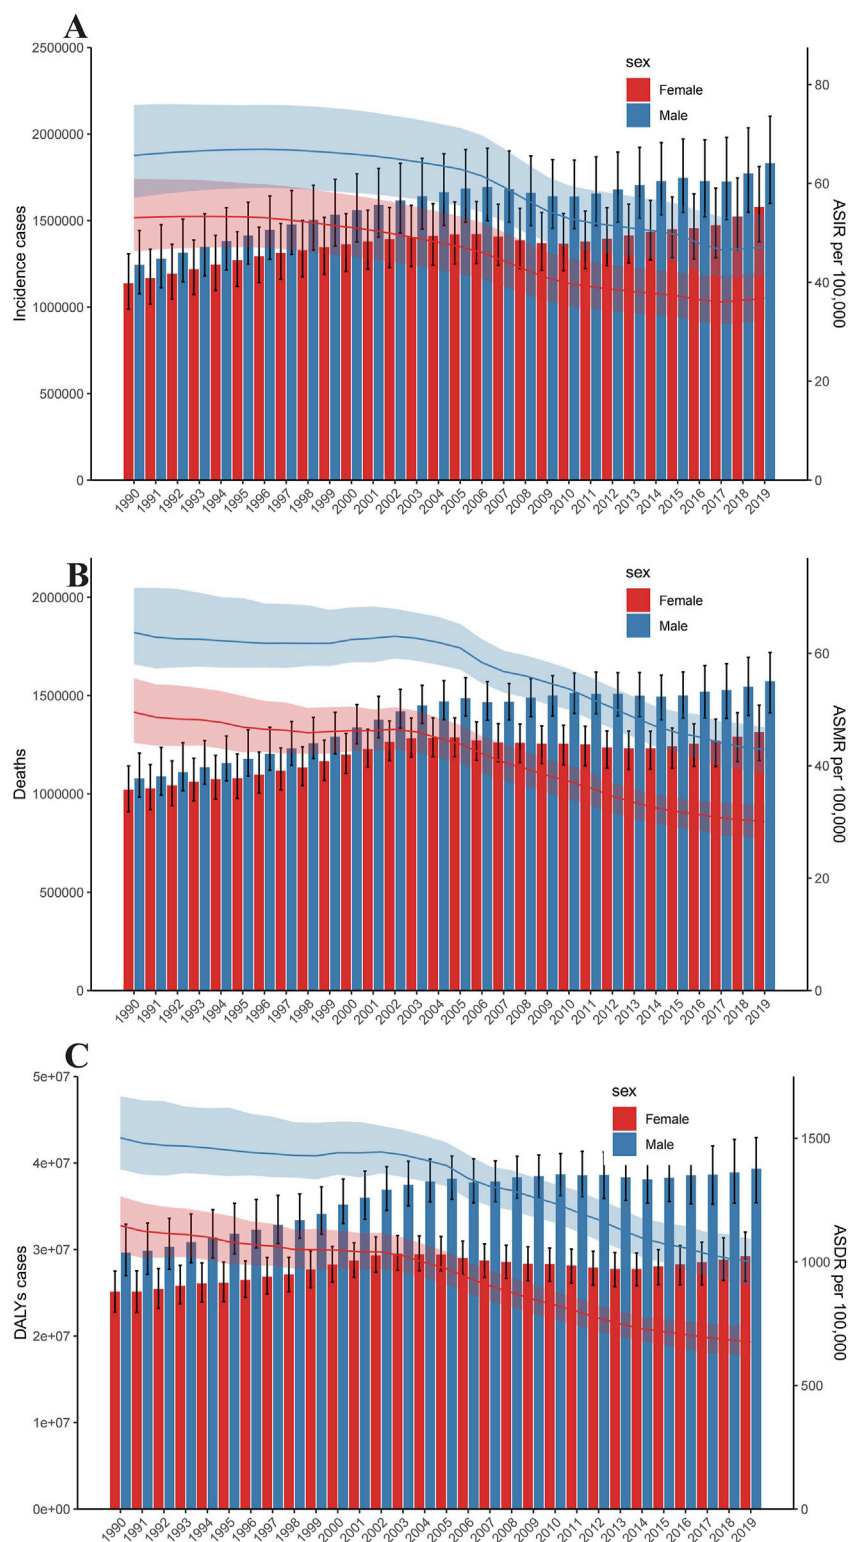 A
2500000
2000000
1500000
1000000
500000
0
Incidence cases
sex
Female
Male
80
60
40
20
0
ASIR per 100,000
1990 1991 1992 1993 1994 1995 1996 1997 1998 1999 2000 2001 2002 2003 2004 2005 2006 2007 2008 2009 2010 2011 2012 2013 2014 2015 2016 2017 2018 2019
B
2000000
1500000
1000000
500000
0
Deaths
sex
Female
Male
60
40
20
0
ASMR per 100,000
1990 1991 1992 1993 1994 1995 1996 1997 1998 1999 2000 2001 2002 2003 2004 2005 2006 2007 2008 2009 2010 2011 2012 2013 2014 2015 2016 2017 2018 2019
C
5e+07
4e+07
3e+07
2e+07
1e+07
0e+00
DALYs cases
sex
Female
Male
1500
1000
500
0
ASDR per 100,000
1990 1991 1992 1993 1994 1995 1996 1997 1998 1999 2000 2001 2002 2003 2004 2005 2006 2007 2008 2009 2010 2011 2012 2013 2014 2015 2016 2017 2018 2019